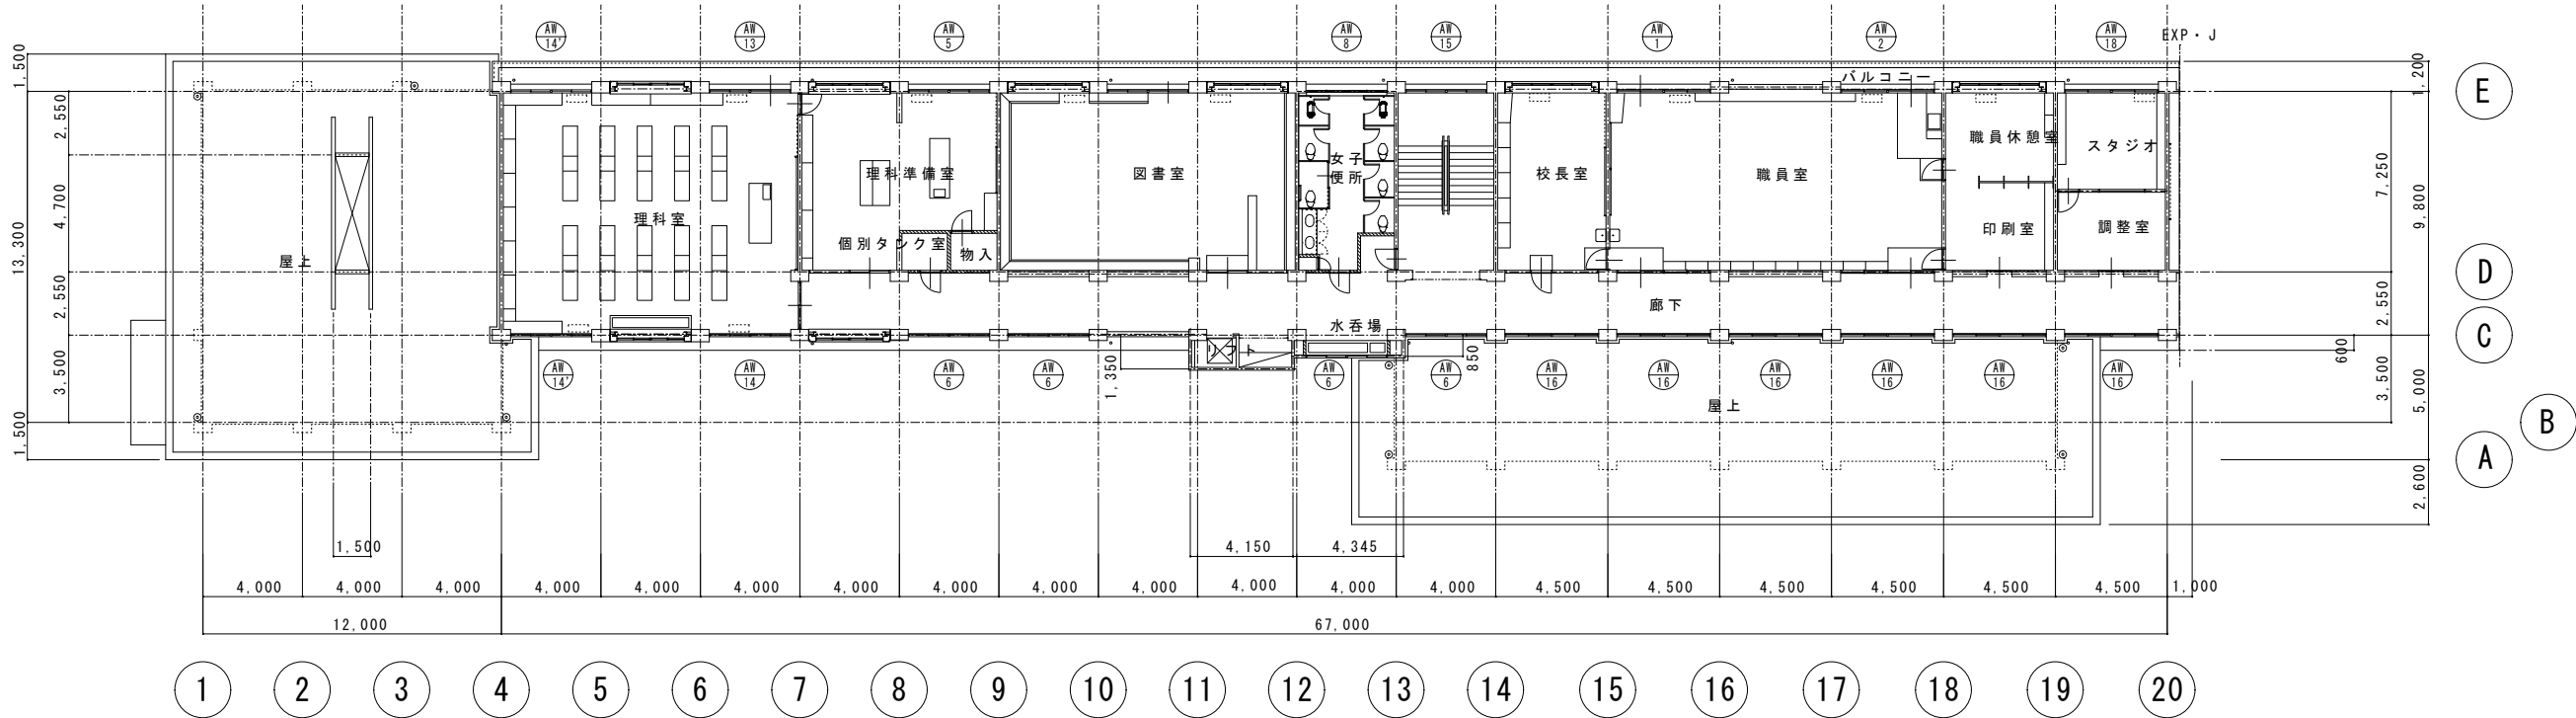 AW 14'
AW 13
AW 5
AW 8
AW 15
AW 1
AW 2
AW 18
EXP・J
バルコニー
1,500
2,550
4,700
13,300
2,550
3,500
1,500
1,200
7,250
9,800
2,550
600
3,500
5,000
2,600
E
D
C
B
A
屋上
理科室
理科準備室
個別タンク室
物入
図書室
女子
便所
校長室
職員室
職員休憩室
印刷室
スタジオ
調整室
廊下
水呑場
リフト
1,350
850
AW 14'
AW 14
AW 6
AW 6
AW 6
AW 6
AW 16
AW 16
AW 16
AW 16
AW 16
AW 16
屋上
1,500
4,150
4,345
4,000
4,000
4,000
4,000
4,000
4,000
4,000
4,000
4,000
4,000
4,000
4,000
4,000
4,500
4,500
4,500
4,500
4,500
4,500
1,000
12,000
67,000
1
2
3
4
5
6
7
8
9
10
11
12
13
14
15
16
17
18
19
20